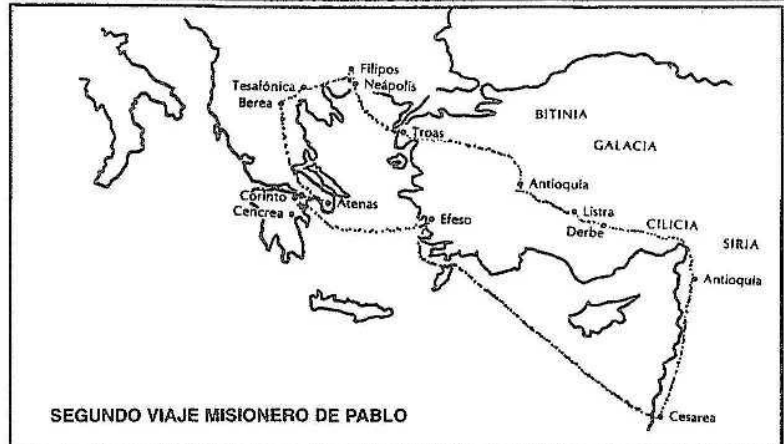 Filipos
Tesafónica
Neápolis
Berea
BITINIA
Troas
GALACIA
Antioquía
Corinto
Atenas
Listra
Cencrea
Efeso
Derbe
CILICIA
SIRIA
Antioquía
SEGUNDO VIAJE MISIONERO DE PABLO
Cesarea